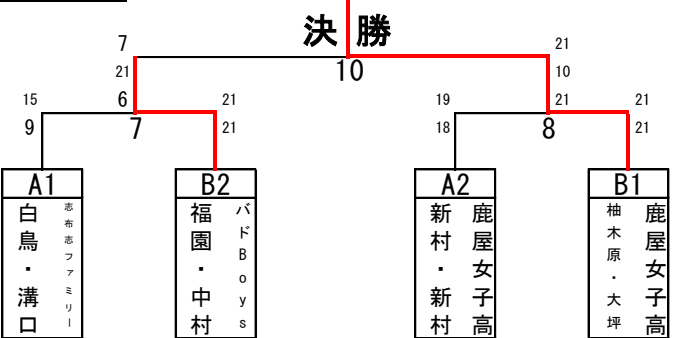 決勝
7
21
21
10
10
6
21
15
9
7
21
21
19
18
8
21
21
A1
B2
A2
B1
白鳥・溝口
志布志ファミリー
福園・中村
バドBoys
新村・新村
鹿屋女子高
柚木原・大坪
鹿屋女子高